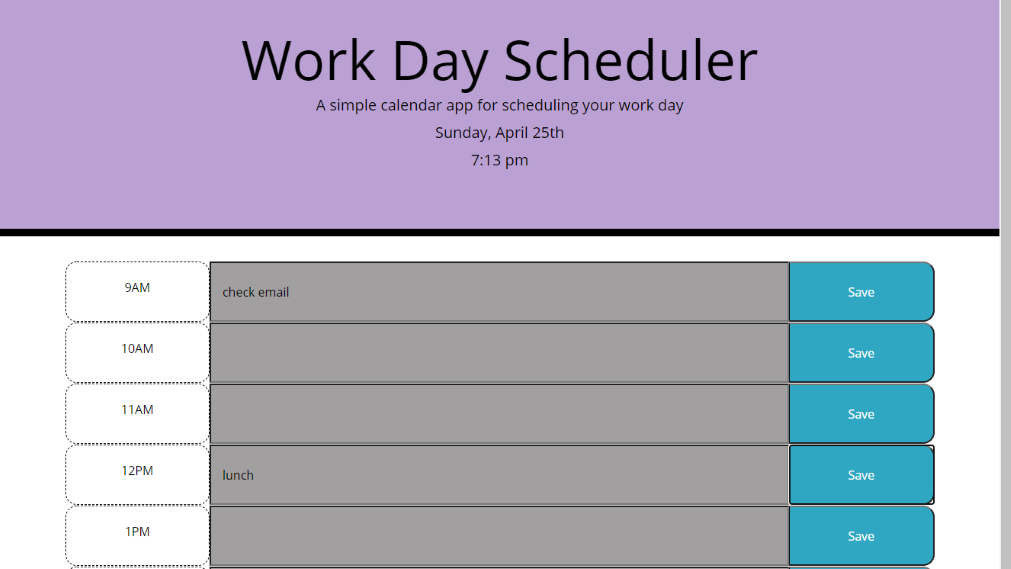 Work Day Scheduler
A simple calendar app for scheduling your work day
Sunday, April 25th
7:13 pm
9AM check email Save
10AM Save
11AM Save
12PM lunch Save
1PM Save